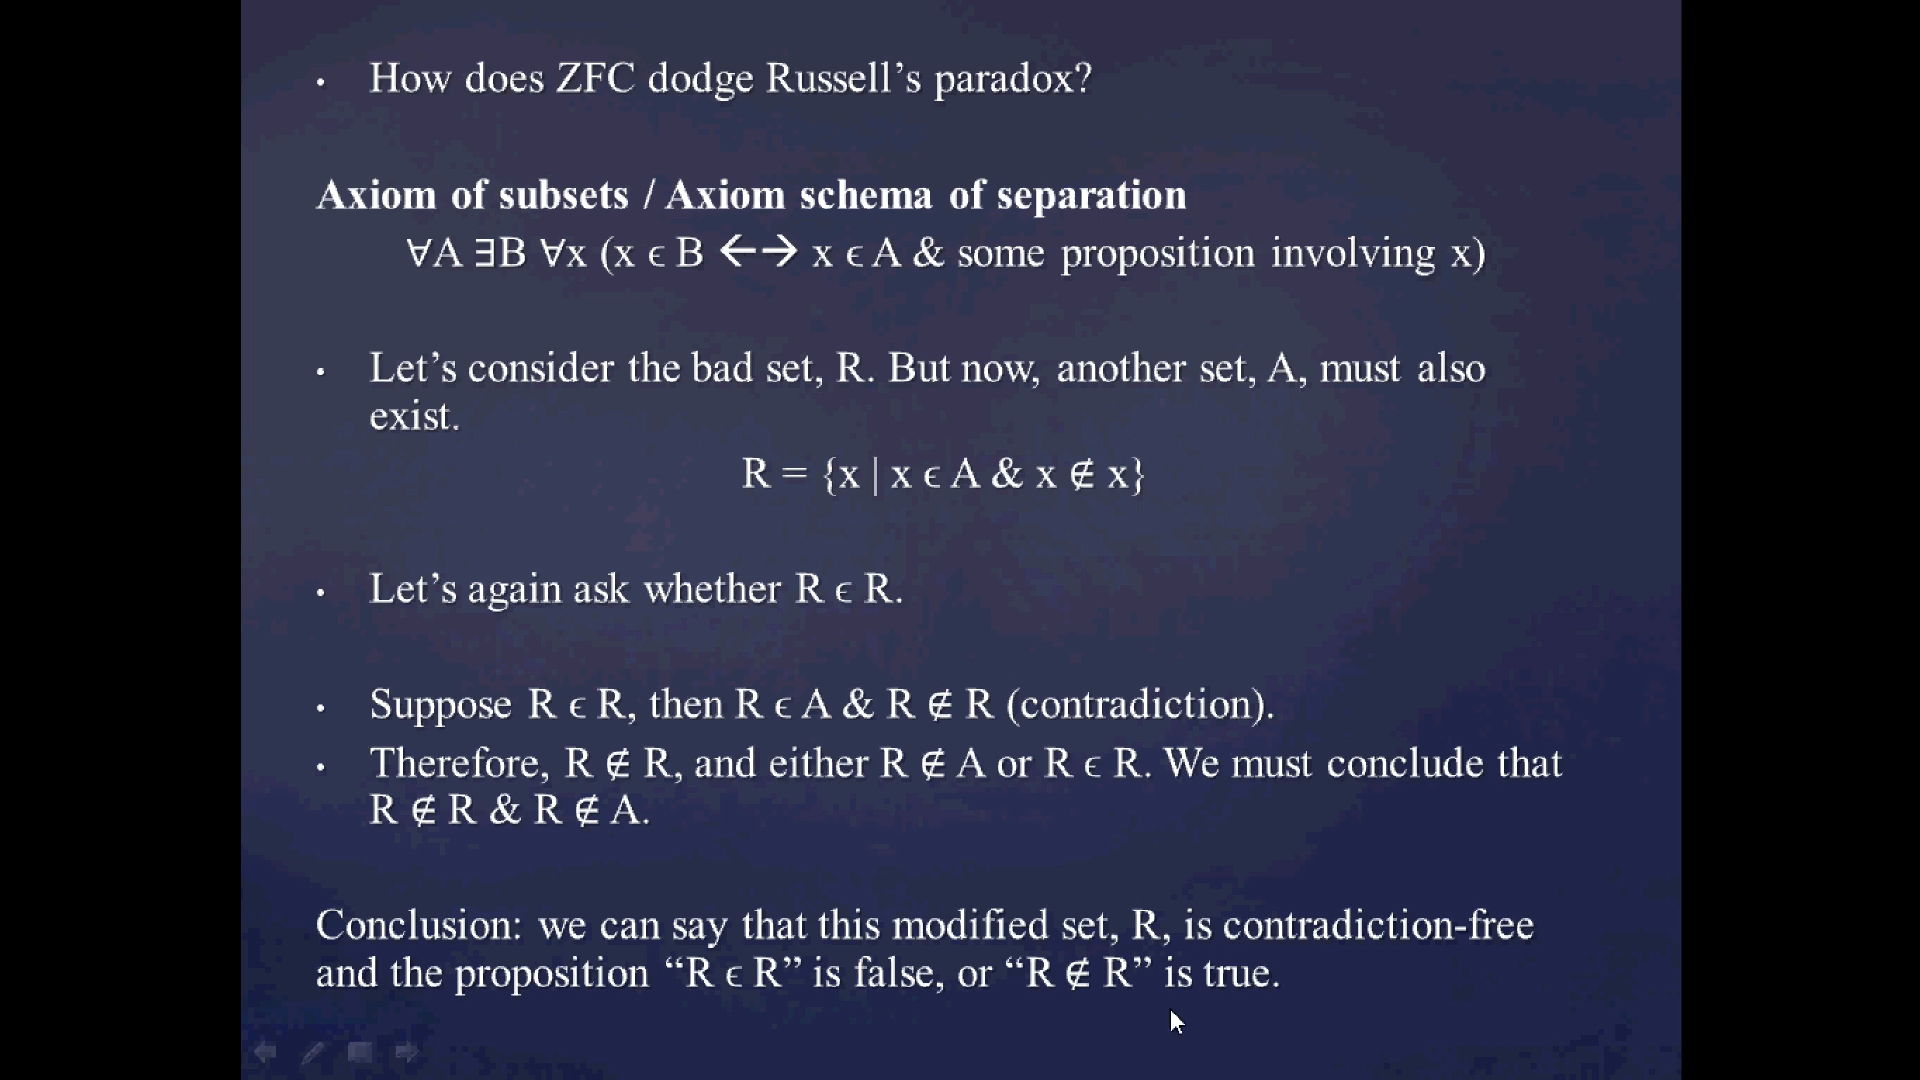 • How does ZFC dodge Russell’s paradox?
Axiom of subsets / Axiom schema of separation
∀A ∃B ∀x (x ϵ B ←→ x ϵ A & some proposition involving x)
• Let’s consider the bad set, R. But now, another set, A, must also
exist.
R = {x | x ϵ A & x ∉ x}
• Let’s again ask whether R ϵ R.
• Suppose R ϵ R, then R ϵ A & R ∉ R (contradiction).
• Therefore, R ∉ R, and either R ∉ A or R ϵ R. We must conclude that
R ∉ R & R ∉ A.
Conclusion: we can say that this modified set, R, is contradiction-free
and the proposition “R ϵ R” is false, or “R ∉ R” is true.